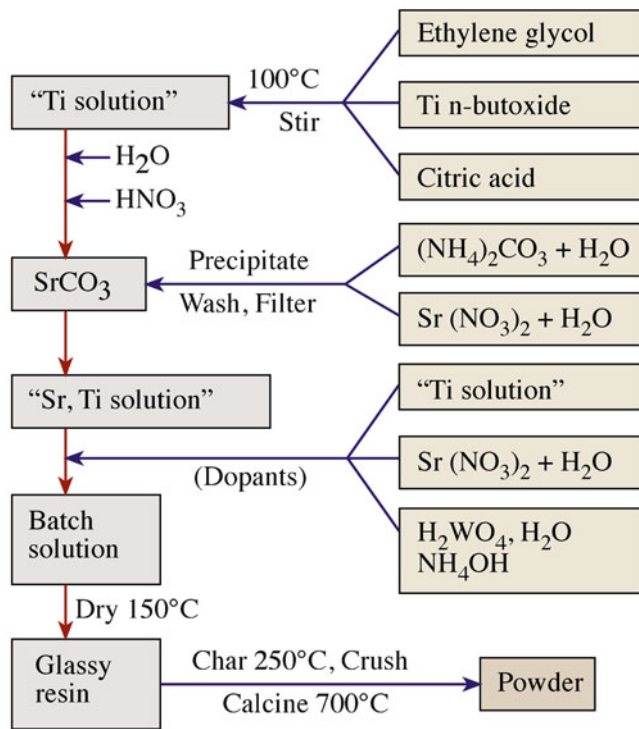 Ethylene glycol
100°C
“Ti solution”
Ti n-butoxide
Stir
H₂O
Citric acid
HNO₃
Precipitate
(NH₄)₂CO₃ + H₂O
SrCO₃
Wash, Filter
Sr (NO₃)₂ + H₂O
“Ti solution”
“Sr, Ti solution”
Sr (NO₃)₂ + H₂O
(Dopants)
Batch
solution
H₂WO₄, H₂O
NH₄OH
Dry 150°C
Glassy
resin
Char 250°C, Crush
Calcine 700°C
Powder